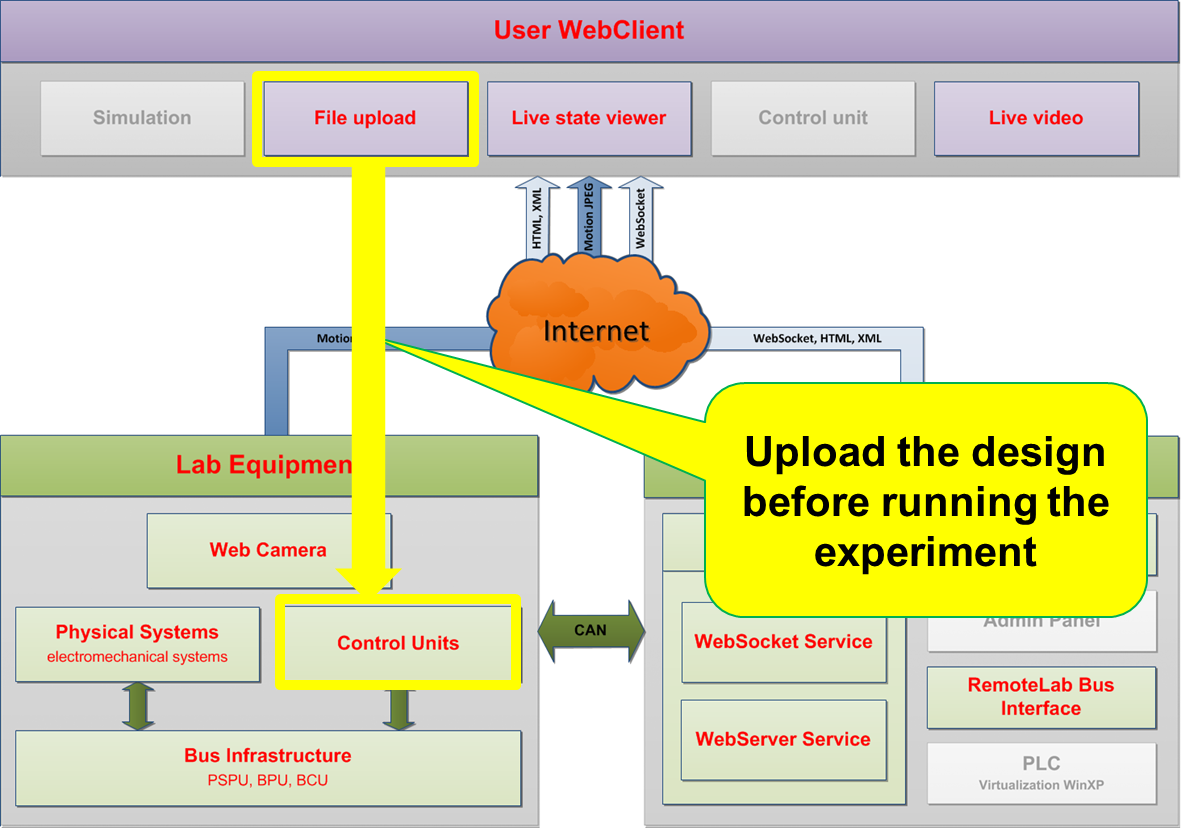 User WebClient
Simulation
File upload
Live state viewer
Control unit
Live video
HTML, XML
Motion JPEG
WebSocket
Internet
Motion
WebSocket, HTML, XML
Upload the design
before running the
experiment
Lab Equipmen
Web Camera
Physical Systems
electromechanical systems
Control Units
CAN
Bus Infrastructure
PSPU, BPU, BCU
WebSocket Service
WebServer Service
Admin Panel
RemoteLab Bus
Interface
PLC
Virtualization WinXP